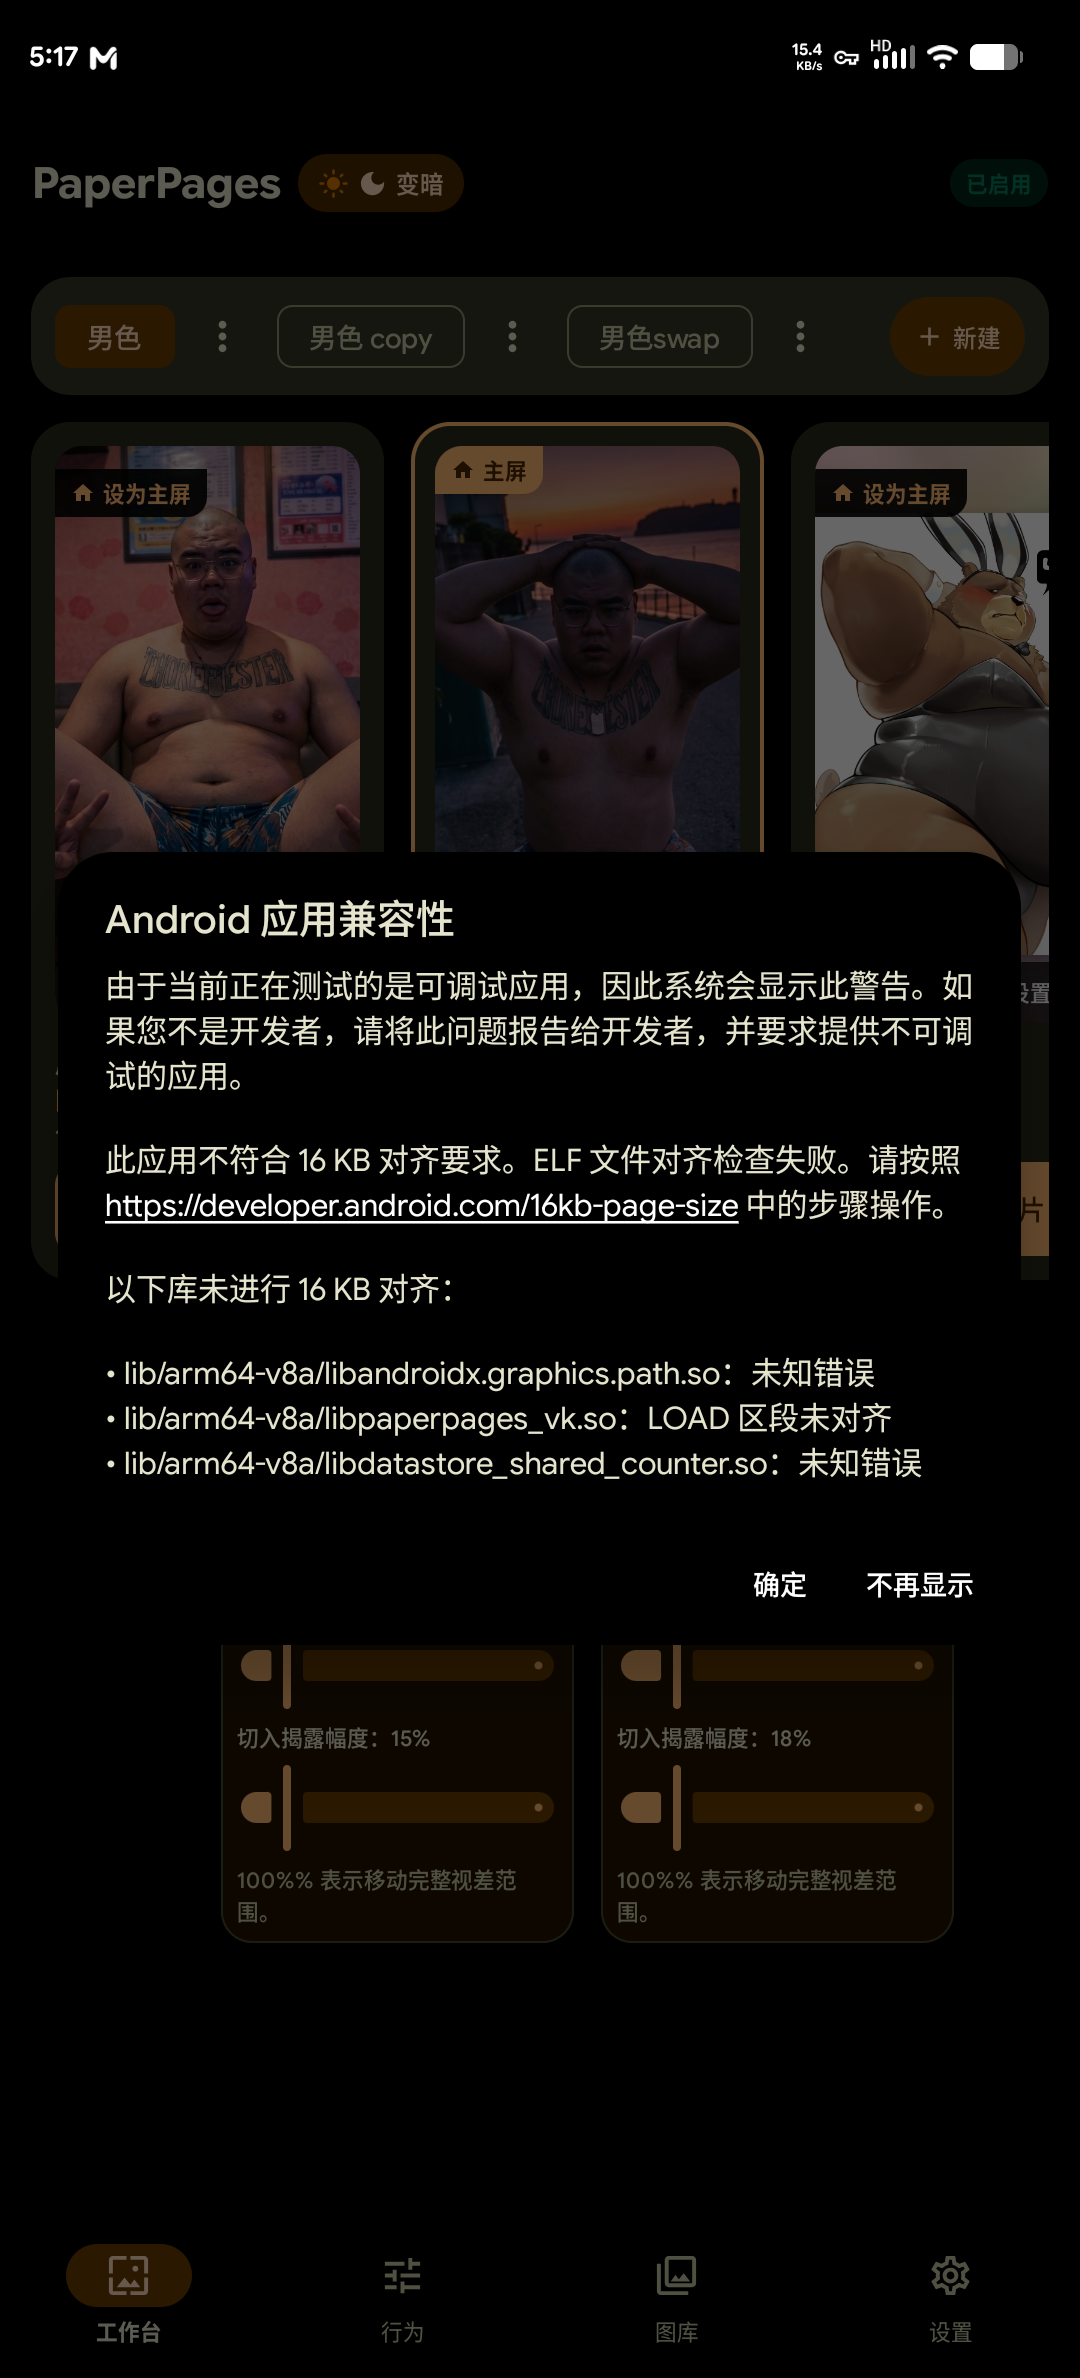 5:17
15.4
KB/s
HD
PaperPages
变暗
已启用
男色
男色 copy
男色swap
新建
设为主屏
主屏
设为主屏
Android 应用兼容性
由于当前正在测试的是可调试应用，因此系统会显示此警告。如
果您不是开发者，请将此问题报告给开发者，并要求提供不可调
试的应用。
此应用不符合 16 KB 对齐要求。ELF 文件对齐检查失败。请按照
https://developer.android.com/16kb-page-size 中的步骤操作。
以下库未进行 16 KB 对齐：
• lib/arm64-v8a/libandroidx.graphics.path.so：未知错误
• lib/arm64-v8a/libpaperpages_vk.so：LOAD 区段未对齐
• lib/arm64-v8a/libdatastore_shared_counter.so：未知错误
确定
不再显示
置
片
切入揭露幅度：15%
切入揭露幅度：18%
100%% 表示移动完整视差范
围。
100%% 表示移动完整视差范
围。
工作台
行为
图库
设置